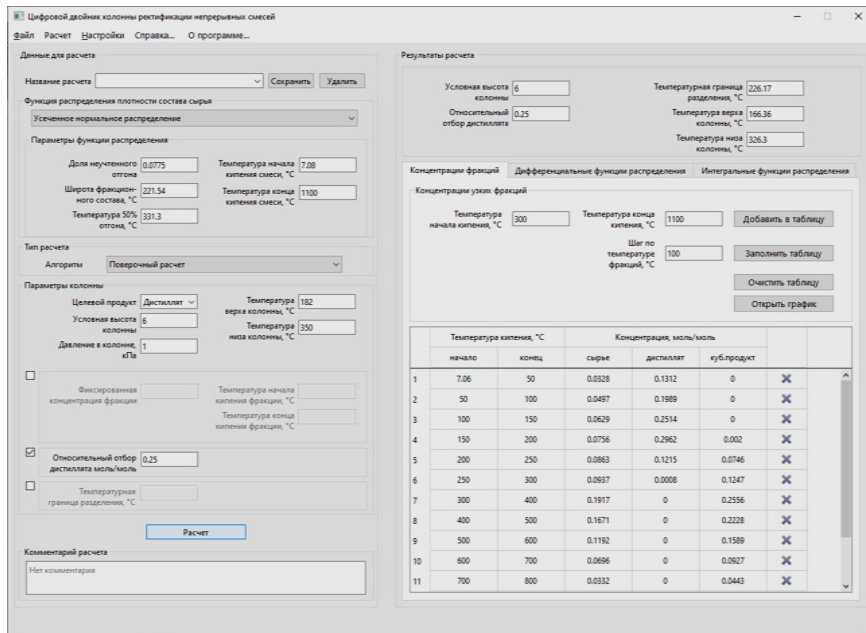 Цифровой двойник колонны ректификации непрерывных смесей
Файл Расчет Настройки Справка... О программе...
Данные для расчета
Название расчета
Сохранить Удалить
Функция распределения плотности состава сырья
Усеченное нормальное распределение
Параметры функции распределения
Доля неучтенного
отгона
0.0775
Температура начала
кипения смеси, °C
7.08
Широта фракцион-
ного состава, °C
221.54
Температура конца
кипения смеси, °C
1100
Температура 50%
отгона, °C
331.3
Тип расчета
Алгоритм Поверочный расчет
Параметры колонны
Целевой продукт Дистиллят
Температура
верха колонны, °C
182
Условная высота
колонны
6
Температура
низа колонны, °C
350
Давление в колонне,
кПа
1
Фиксированная
концентрация фракции
Температура начала
кипения фракции, °C
Температура конца
кипения фракции, °C
Относительный отбор
дистиллята моль/моль
0.25
Температурная
граница разделения, °C
Расчет
Комментарий расчета
Нет комментария
Результаты расчета
Условная высота
колонны
6
Температурная граница
разделения, °C
226.17
Относительный
отбор дистиллята
0.25
Температура верха
колонны, °C
166.36
Температура низа
колонны, °C
326.3
Концентрации фракций Дифференциальные функции распределения Интегральные функции распределения
Концентрации узких фракций
Температура
начала кипения, °C
300
Температура конца
кипения, °C
1100
Добавить в таблицу
Шаг по
температуре
фракций, °C
100
Заполнить таблицу
Очистить таблицу
Открыть график
Температура кипения, °C Концентрация, моль/моль
начало конец сырье дистиллят куб.продукт
1 7.06 50 0.0328 0.1312 0
2 50 100 0.0497 0.1989 0
3 100 150 0.0629 0.2514 0
4 150 200 0.0756 0.2962 0.002
5 200 250 0.0863 0.1215 0.0746
6 250 300 0.0937 0.0008 0.1247
7 300 400 0.1917 0 0.2556
8 400 500 0.1671 0 0.2228
9 500 600 0.1192 0 0.1589
10 600 700 0.0696 0 0.0927
11 700 800 0.0332 0 0.0443